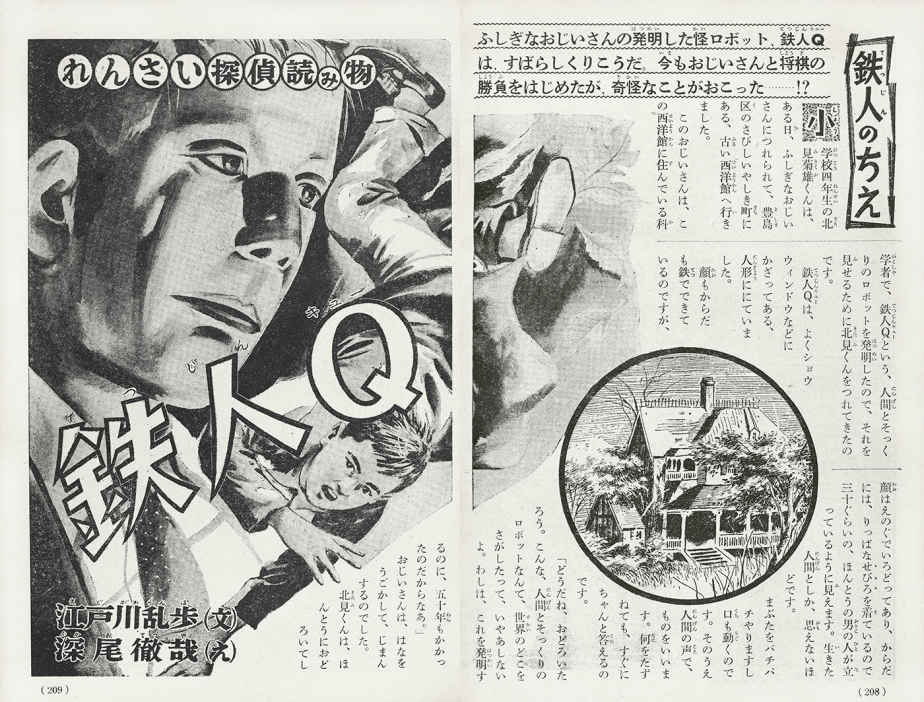 鉄人のちえ
ふしぎなおじいさんの発明した怪ロボット、鉄人Q
は、すばらしくりこうだ。今もおじいさんと将棋の
勝負をはじめたが、奇怪なことがおこった……!?
小学校四年生の北
見菊雄くんは、
ある日、ふしぎなおじい
さんにつれられて、豊島
区のさびしいやしき町に
ある、古い西洋館へ行き
ました。
このおじいさんは、こ
の西洋館に住んでいる科
学者で、鉄人Qという、人間とそっく
りのロボットを発明したので、それを
見せるために北見くんをつれてきたの
です。
鉄人Qは、よくショウ
ウィンドウなどに
かざってある、
人形ににていま
した。
顔もからだ
も鉄でできて
いるのですが、
顔はえのぐでいろどってあり、からだ
には、りっぱなせびろを着ているので
三十ぐらいの、ほんとうの男の人が立
っているように見えます。生きた
人間としか、思えないほ
どです。
まぶたをパチパ
チやりますし
口も動くので
す。そのうえ
人間の声で、
ものをいいま
す。何をたず
ねても、すぐに
ちゃんと答えるの
です。
「どうだね、おどろいた
ろう。こんな、人間とそっくりの
ロボットなんて、世界のどこを
さがしたって、いやあしない
よ。わしは、これを発明す
るのに、五十年もかかっ
たのだからなあ。」
おじいさんは、はなを
うごかして、じまん
するのでした。
北見くんは、ほ
んとうにおど
ろいてし
(208)
れんさい探偵読み物
鉄人Q
てつじんキュー
江戸川乱歩(文)
深尾徹哉(え)
(209)